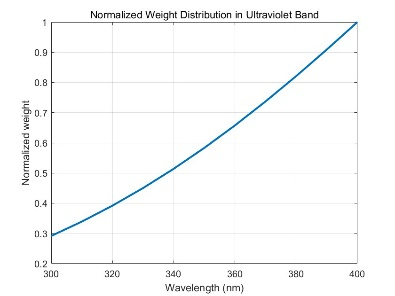 Normalized Weight Distribution in Ultraviolet Band
1
0.9
0.8
0.7
0.6
0.5
0.4
0.3
0.2
Normalized weight
300 320 340 360 380 400
Wavelength (nm)